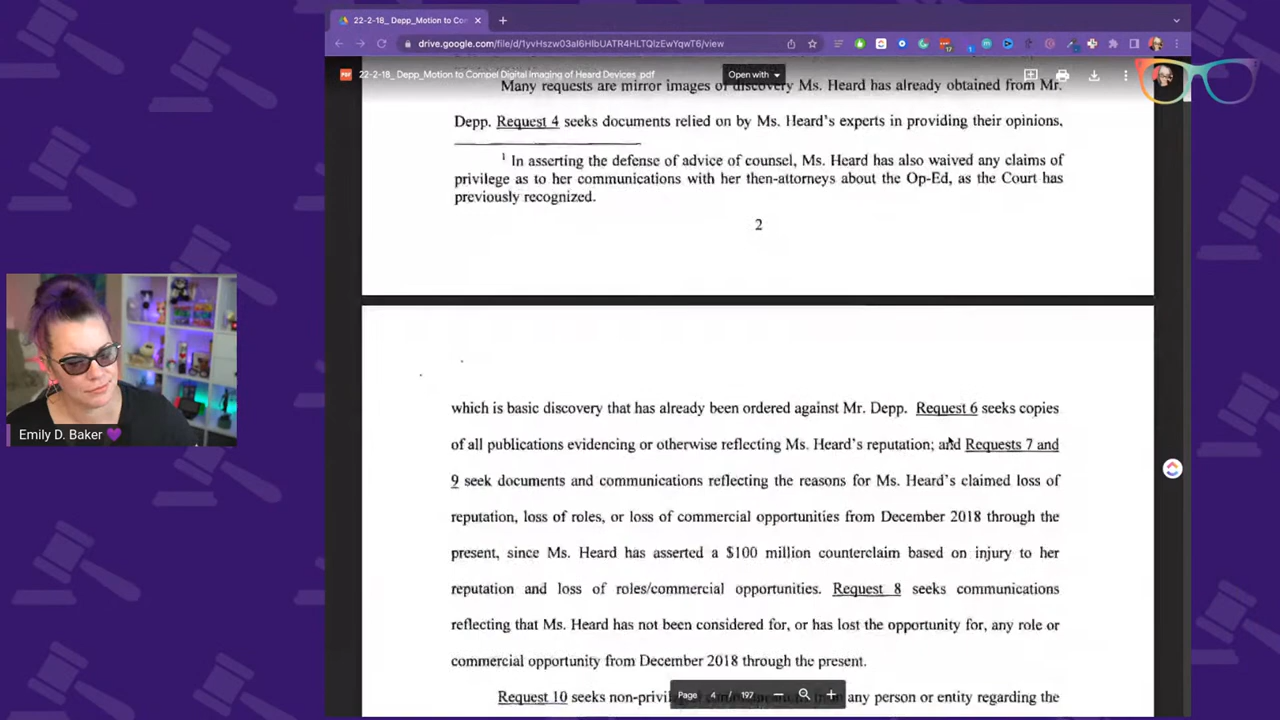 22-2-18_ Depp_Motion to Com
drive.google.com/file/d/1yvHszw03aI6HIbUATR4HLTQIzEwYqwT6/view
22-2-18_ Depp_Motion to Compel Digital Imaging of Heard Devices .pdf
Open with
Many requests are mirror images of discovery Ms. Heard has already obtained from Mr.
Depp. Request 4 seeks documents relied on by Ms. Heard's experts in providing their opinions,
1 In asserting the defense of advice of counsel, Ms. Heard has also waived any claims of
privilege as to her communications with her then-attorneys about the Op-Ed, as the Court has
previously recognized.
2
which is basic discovery that has already been ordered against Mr. Depp. Request 6 seeks copies
of all publications evidencing or otherwise reflecting Ms. Heard's reputation; and Requests 7 and
9 seek documents and communications reflecting the reasons for Ms. Heard's claimed loss of
reputation, loss of roles, or loss of commercial opportunities from December 2018 through the
present, since Ms. Heard has asserted a $100 million counterclaim based on injury to her
reputation and loss of roles/commercial opportunities. Request 8 seeks communications
reflecting that Ms. Heard has not been considered for, or has lost the opportunity for, any role or
commercial opportunity from December 2018 through the present.
Request 10 seeks non-privil any person or entity regarding the
Page 4 / 197
Emily D. Baker 💜